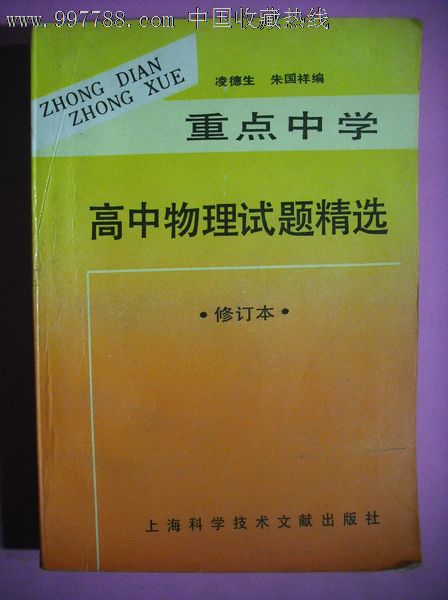 www.997788.com 中国收藏热线
ZHONG DIAN
ZHONG XUE
凌德生 朱国祥编
重点中学
高中物理试题精选
•修订本•
上海科学技术文献出版社